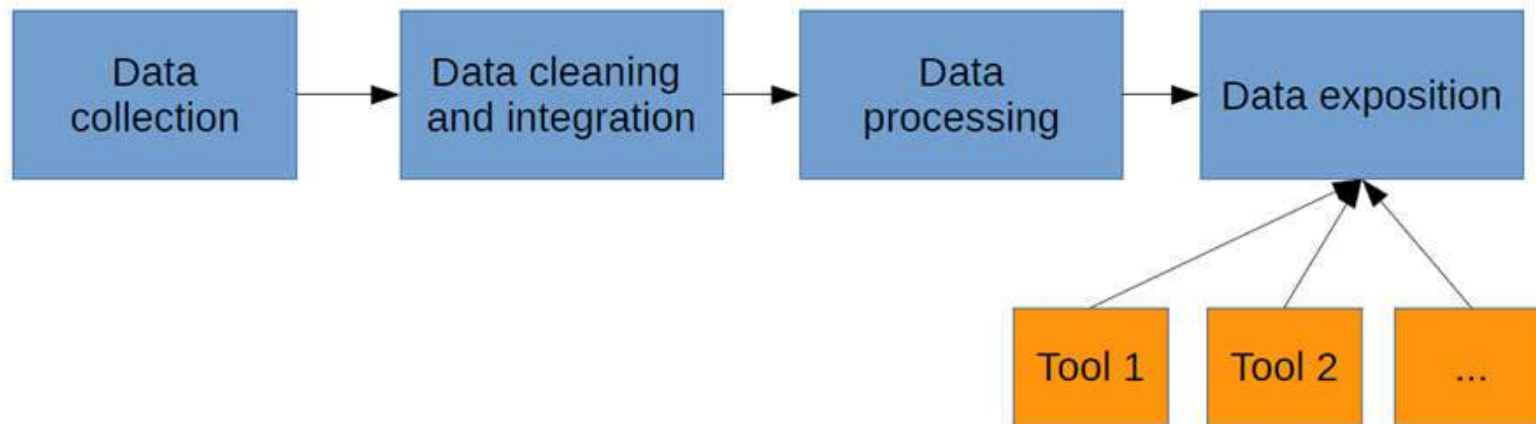 Data
collection
Data cleaning
and integration
Data
processing
Data exposition
Tool 1
Tool 2
...